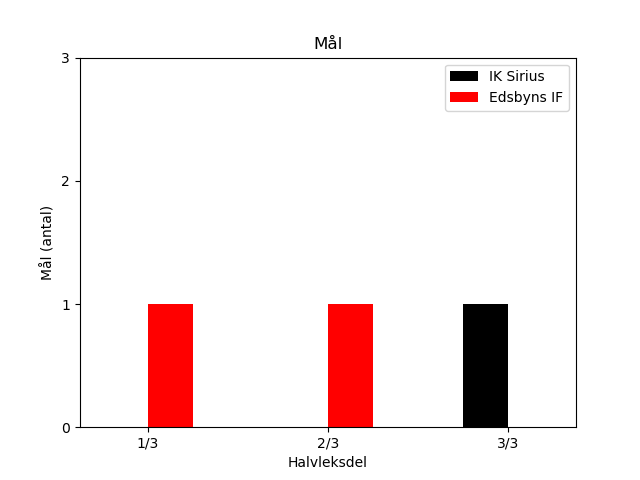 Mål
IK Sirius
Edsbyns IF
Mål (antal)
3
2
1
0
1/3
2/3
3/3
Halvleksdel